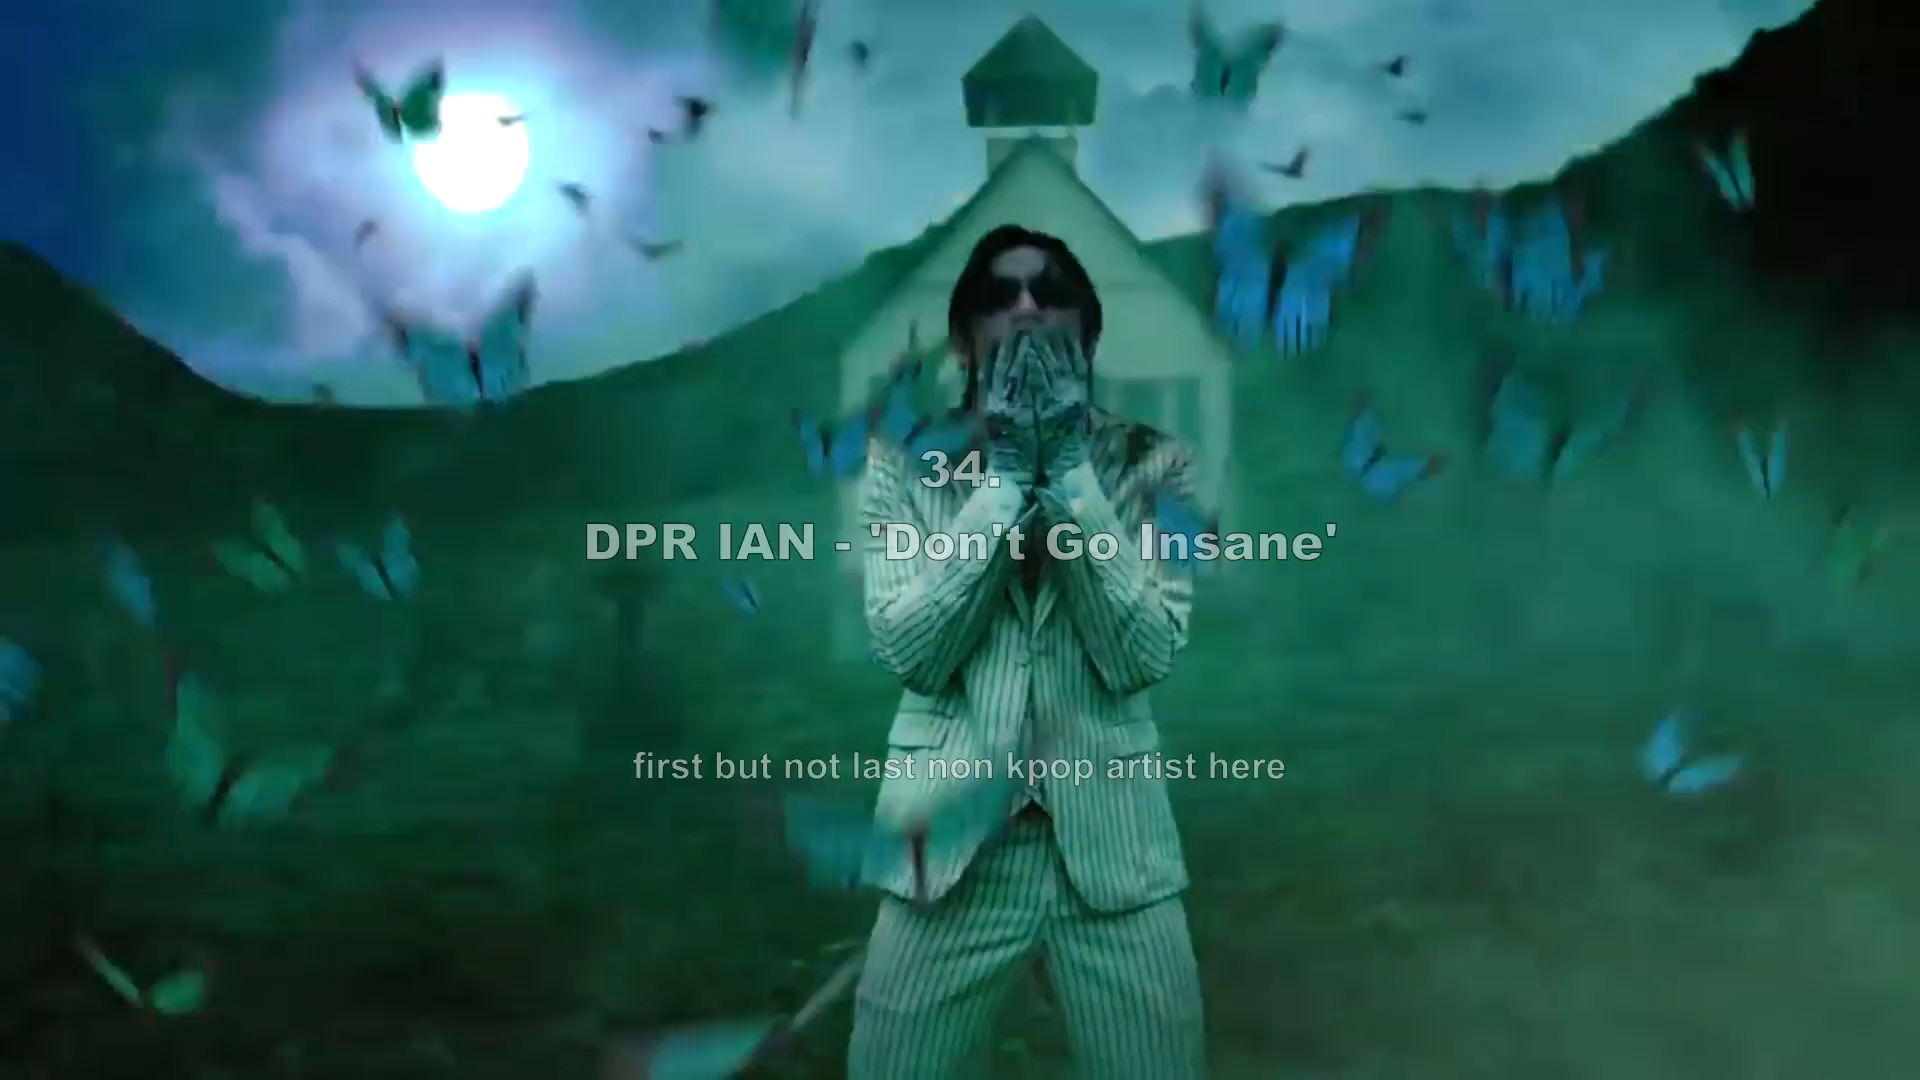 34.
DPR IAN - 'Don't Go Insane'
first but not last non kpop artist here